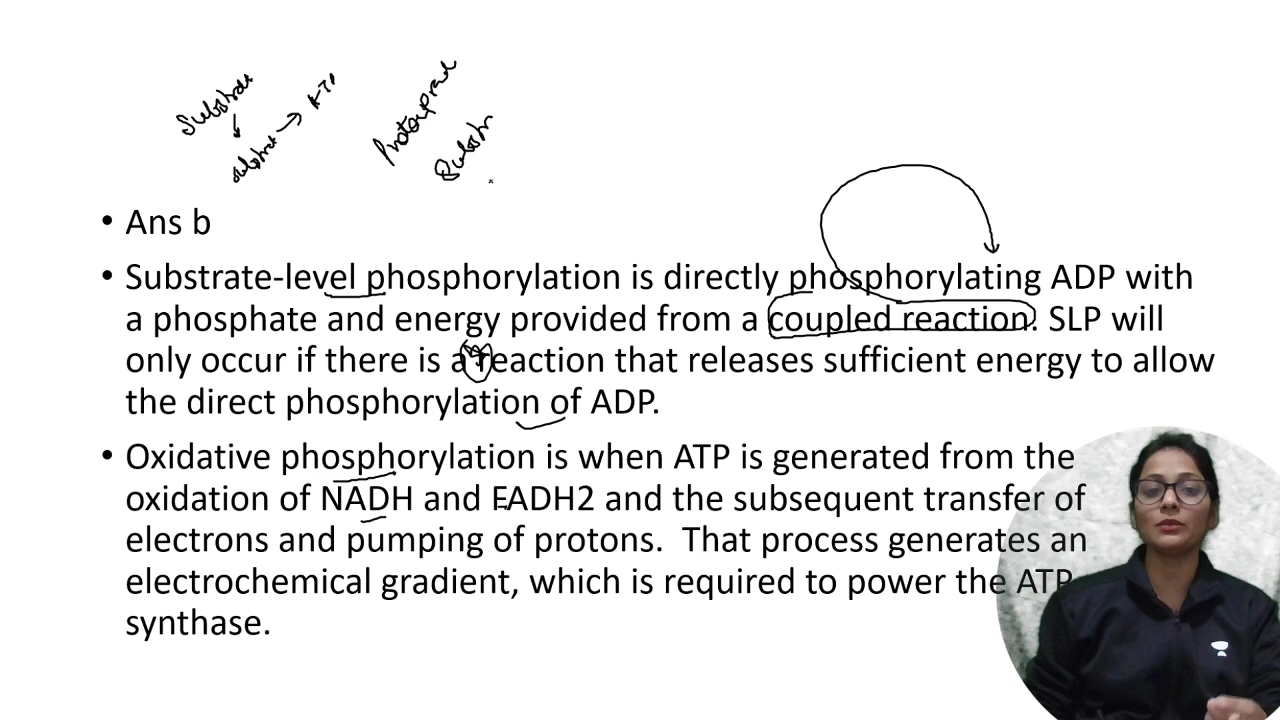 Substrate
→ ATP
• Ans b
• Substrate-level phosphorylation is directly phosphorylating ADP with
a phosphate and energy provided from a coupled reaction. SLP will
only occur if there is a reaction that releases sufficient energy to allow
the direct phosphorylation of ADP.
• Oxidative phosphorylation is when ATP is generated from the
oxidation of NADH and FADH2 and the subsequent transfer of
electrons and pumping of protons. That process generates an
electrochemical gradient, which is required to power the ATP
synthase.